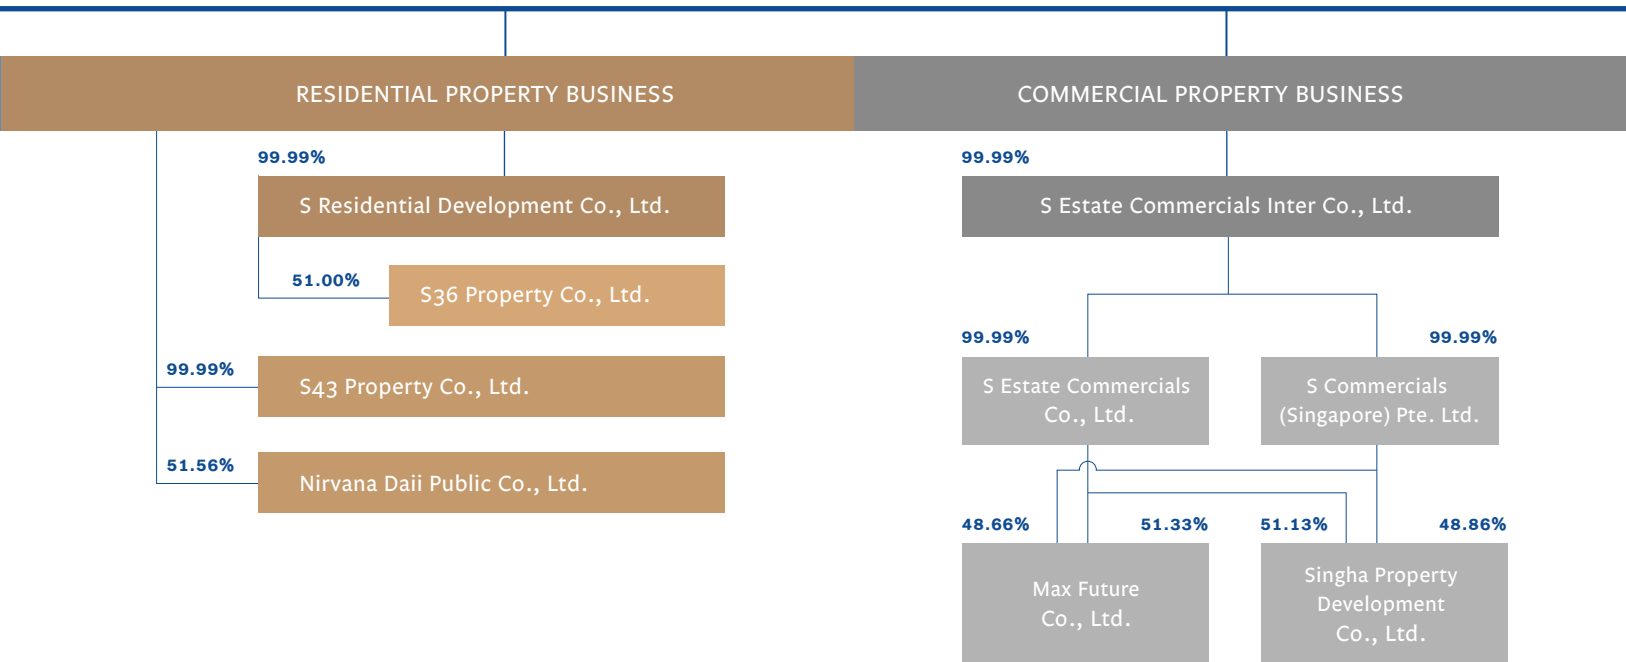 RESIDENTIAL PROPERTY BUSINESS
COMMERCIAL PROPERTY BUSINESS
99.99%
S Residential Development Co., Ltd.
51.00%
S36 Property Co., Ltd.
99.99%
S43 Property Co., Ltd.
51.56%
Nirvana Daii Public Co., Ltd.
99.99%
S Estate Commercials Inter Co., Ltd.
99.99%
99.99%
S Estate Commercials
Co., Ltd.
S Commercials
(Singapore) Pte. Ltd.
48.66%
51.33%
51.13%
48.86%
Max Future
Co., Ltd.
Singha Property
Development
Co., Ltd.